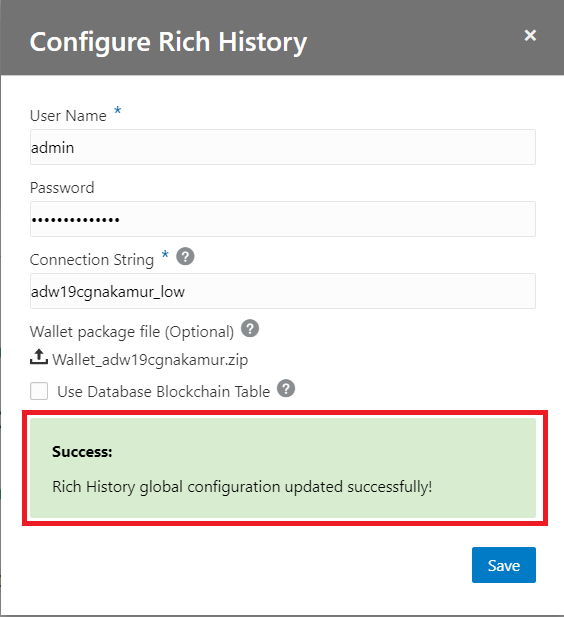 Configure Rich History
User Name *
admin
Password
••••••••••••••
Connection String * ?
adw19cgnakamur_low
Wallet package file (Optional) ?
Wallet_adw19cgnakamur.zip
Use Database Blockchain Table ?
Success:
Rich History global configuration updated successfully!
Save